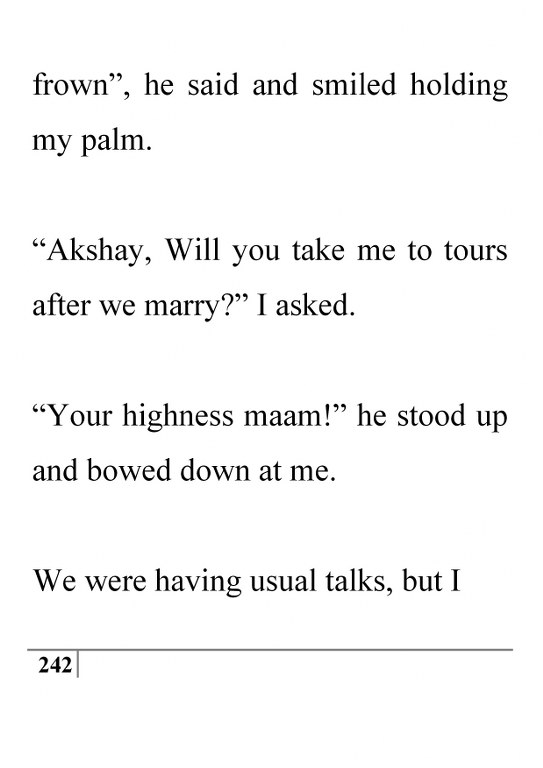 frown”, he said and smiled holding
my palm.
“Akshay, Will you take me to tours
after we marry?” I asked.
“Your highness maam!” he stood up
and bowed down at me.
We were having usual talks, but I
242